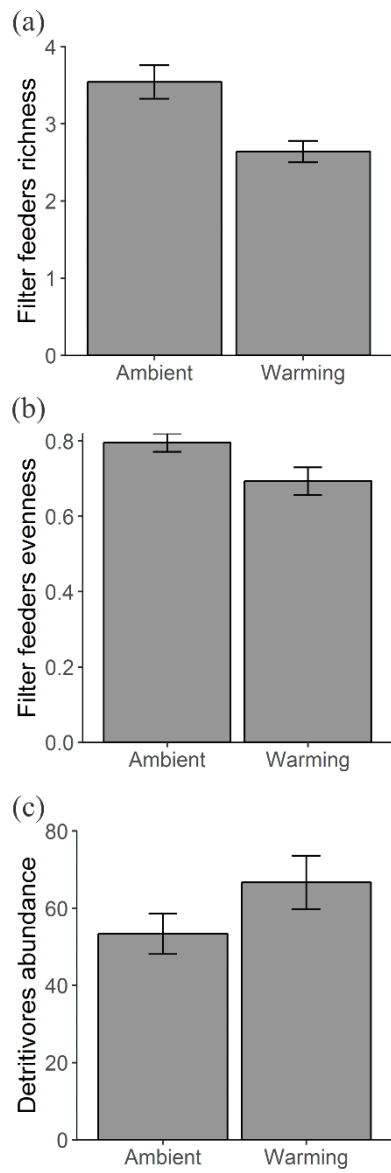 (a)
Filter feeders richness
4
3
2
1
0
Ambient Warming
(b)
Filter feeders evenness
0.8
0.6
0.4
0.2
0.0
Ambient Warming
(c)
Detritivores abundance
80
60
40
20
0
Ambient Warming